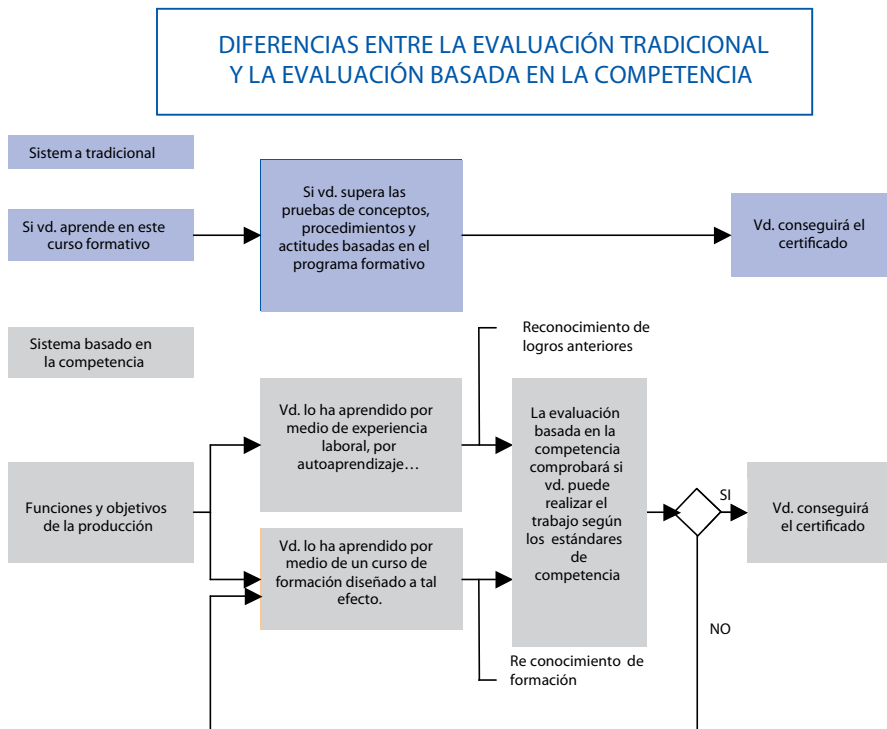 DIFERENCIAS ENTRE LA EVALUACIÓN TRADICIONAL
Y LA EVALUACIÓN BASADA EN LA COMPETENCIA
Sistem a tradicional
Si vd. aprende en este
curso formativo
Si vd. supera las
pruebas de conceptos,
procedimientos y
actitudes basadas en el
programa formativo
Vd. conseguirá el
certificado
Sistema basado en
la competencia
Reconocimiento de
logros anteriores
Funciones y objetivos
de la producción
Vd. lo ha aprendido por
medio de experiencia
laboral, por
autoaprendizaje…
Vd. lo ha aprendido por
medio de un curso de
formación diseñado a tal
efecto.
La evaluación
basada en la
competencia
comprobará si
vd. puede
realizar el
trabajo según
los estándares
de
competencia
SI
Vd. conseguirá
el certificado
NO
Re conocimiento de
formación